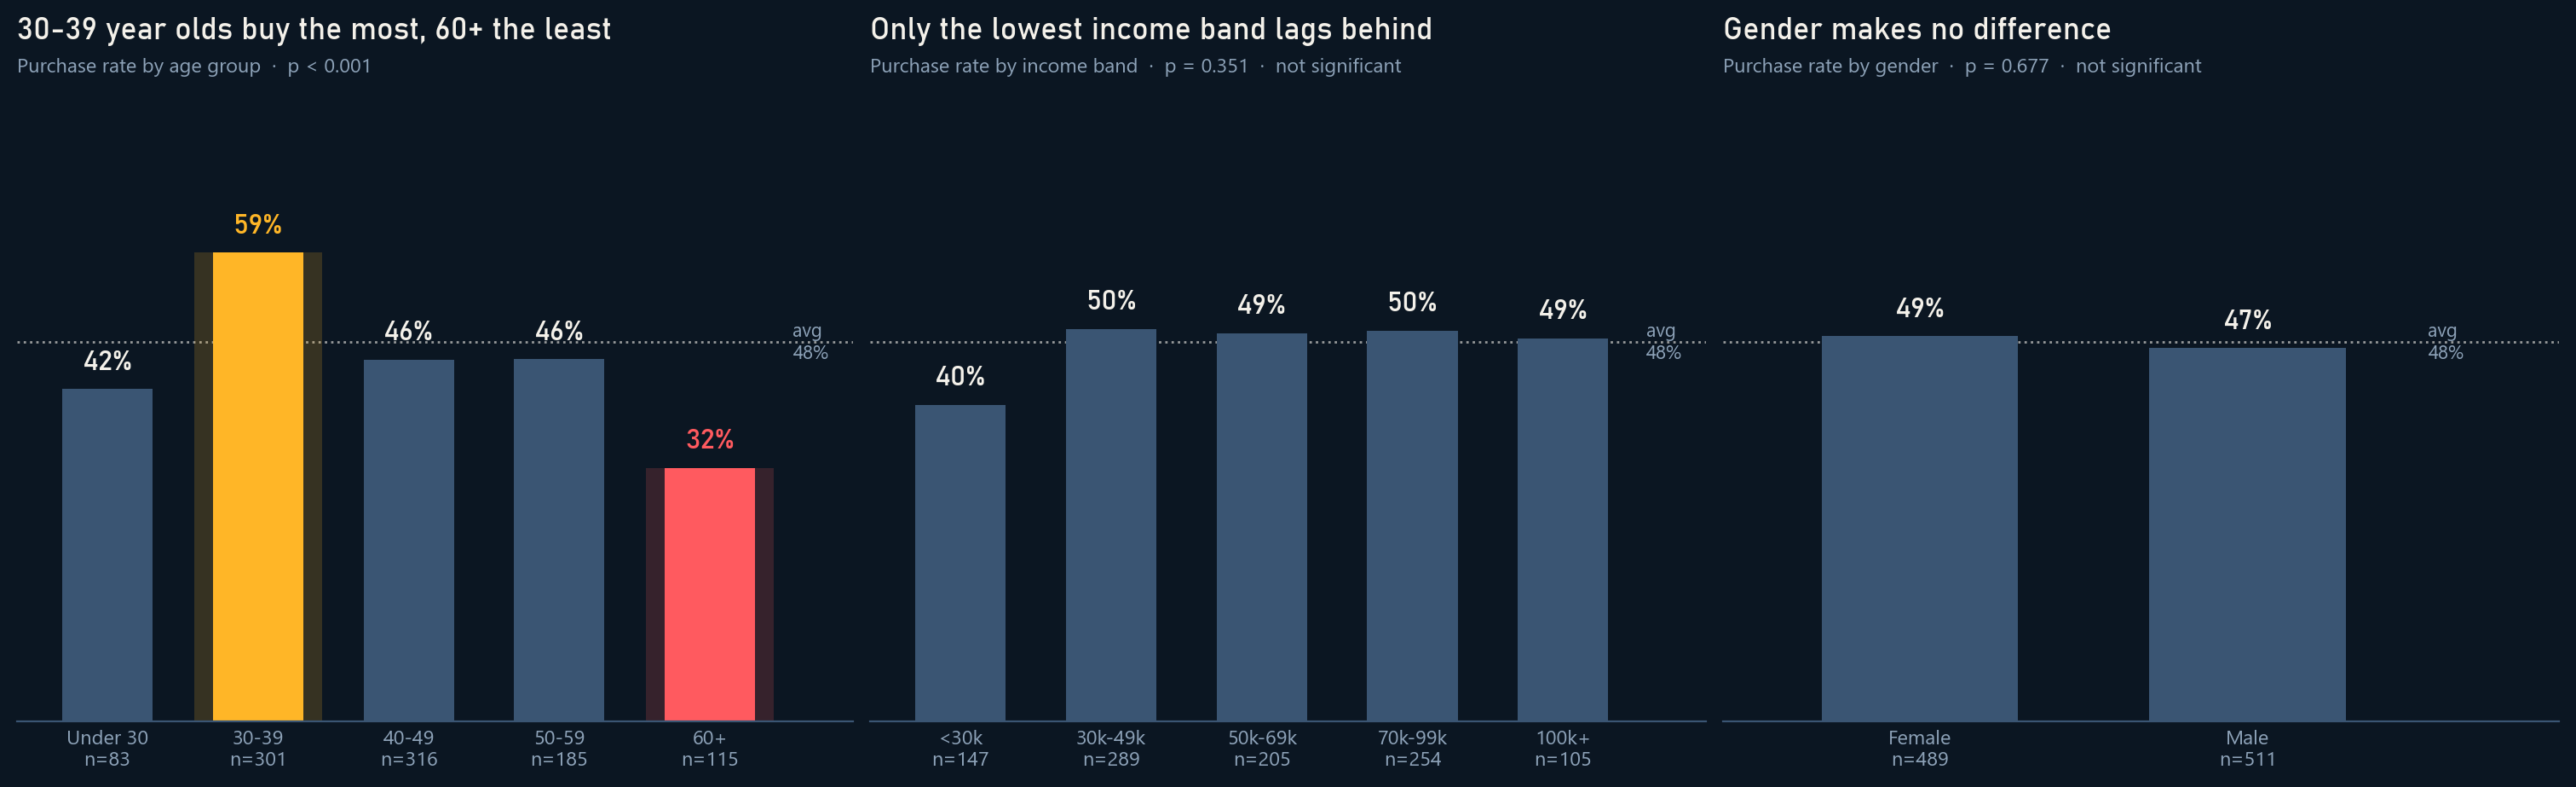 30-39 year olds buy the most, 60+ the least
Purchase rate by age group · p < 0.001
59%
42%
46%
46%
32%
avg
48%
Under 30
n=83
30-39
n=301
40-49
n=316
50-59
n=185
60+
n=115
Only the lowest income band lags behind
Purchase rate by income band · p = 0.351 · not significant
40%
50%
49%
50%
49%
avg
48%
<30k
n=147
30k-49k
n=289
50k-69k
n=205
70k-99k
n=254
100k+
n=105
Gender makes no difference
Purchase rate by gender · p = 0.677 · not significant
49%
47%
avg
48%
Female
n=489
Male
n=511